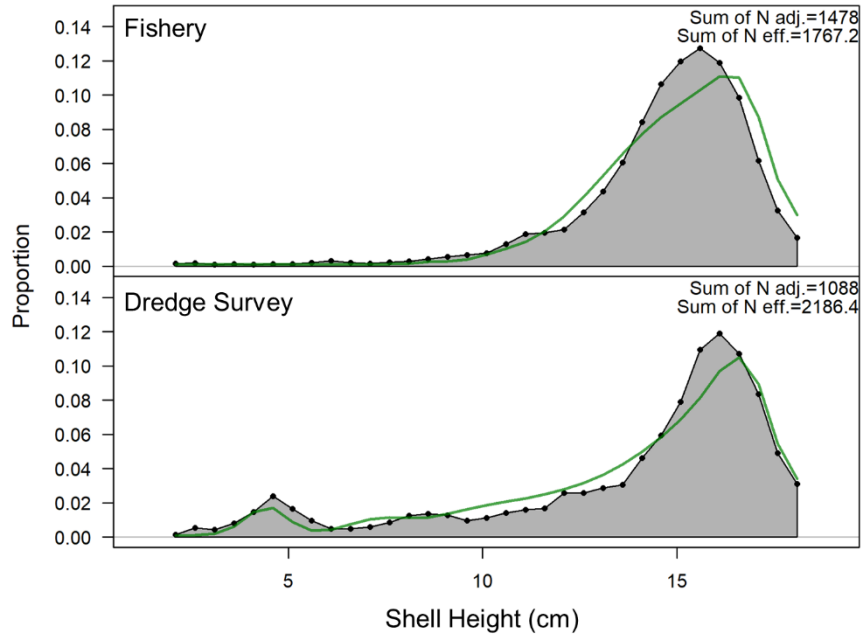 Fishery
Sum of N adj.=1478
Sum of N eff.=1767.2
0.14
0.12
0.10
0.08
0.06
0.04
0.02
0.00
Dredge Survey
Sum of N adj.=1088
Sum of N eff.=2186.4
0.14
0.12
0.10
0.08
0.06
0.04
0.02
0.00
Proportion
5 10 15
Shell Height (cm)